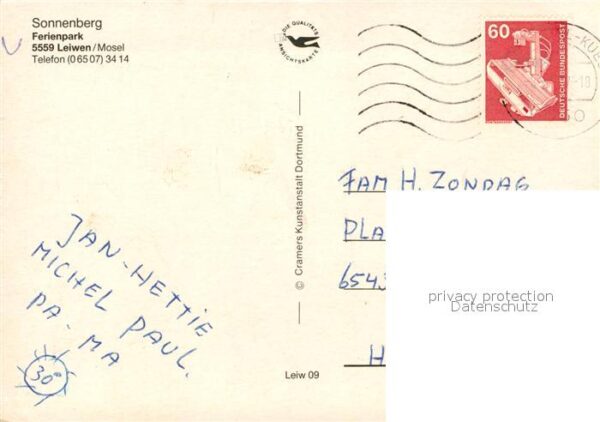 Sonnenberg
Ferienpark
5559 Leiwen/Mosel
Telefon (0 65 07) 34 14
DIE QUALITÄTS
ANSICHTSKARTE
60
DEUTSCHE BUNDESPOST
© Cramers Kunstanstalt Dortmund
FAM H. ZONDAG
PLA
654
H
privacy protection
Datenschutz
JAN-HETTIE
MICHEL PAUL.
PA-MA
30°
Leiw 09